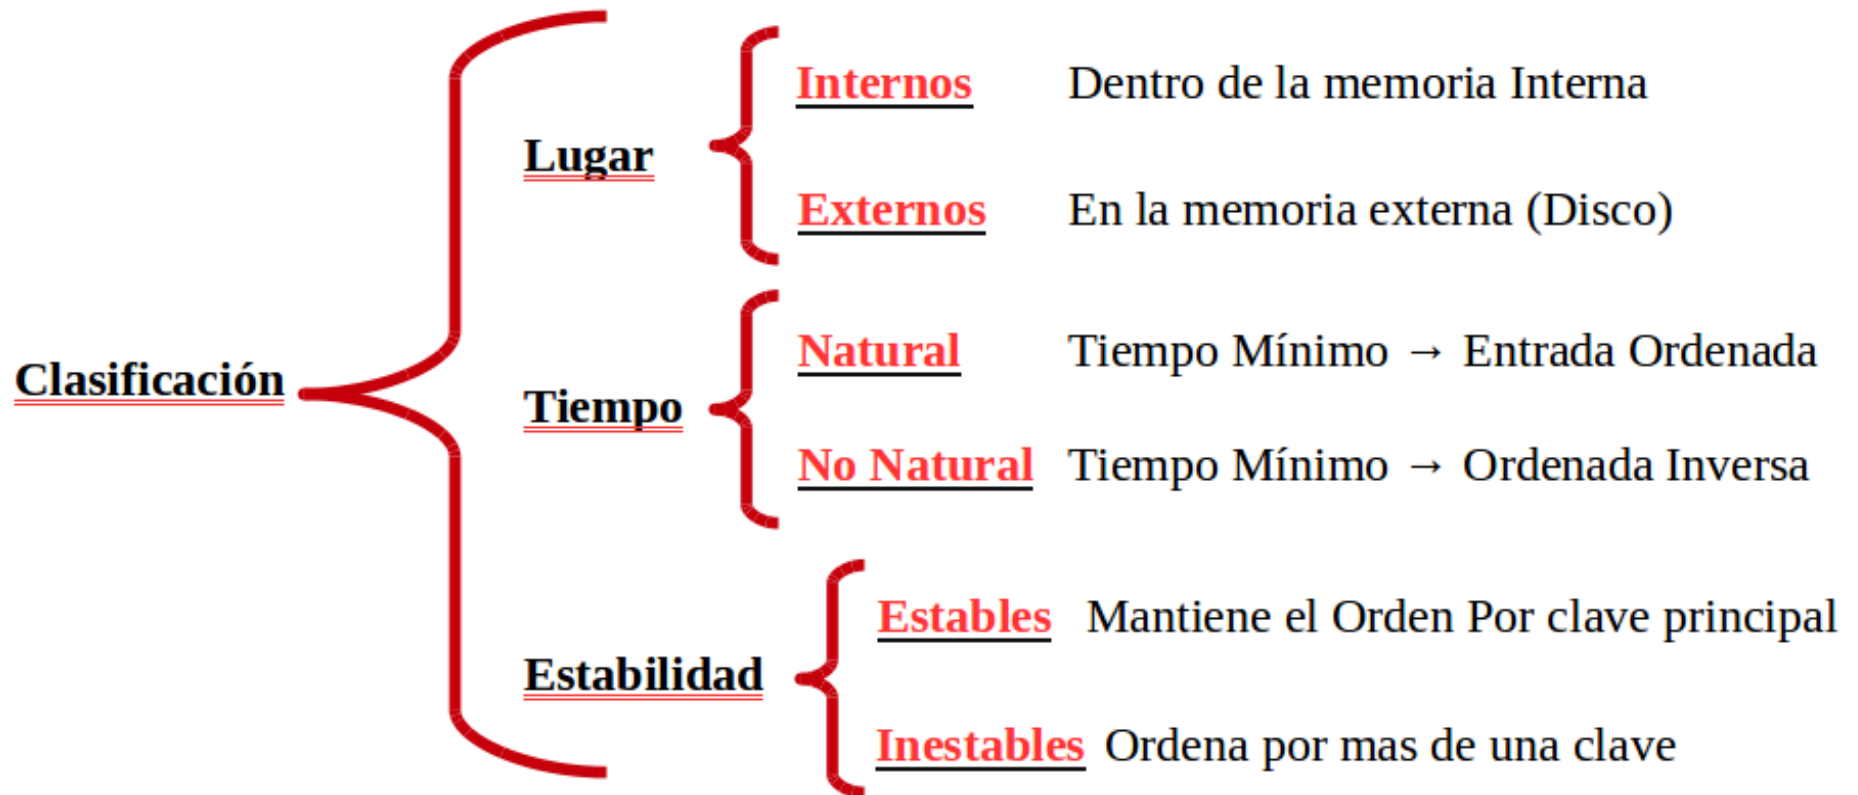 Clasificación
Lugar
Internos Dentro de la memoria Interna
Externos En la memoria externa (Disco)
Tiempo
Natural Tiempo Mínimo → Entrada Ordenada
No Natural Tiempo Mínimo → Ordenada Inversa
Estabilidad
Estables Mantiene el Orden Por clave principal
Inestables Ordena por mas de una clave